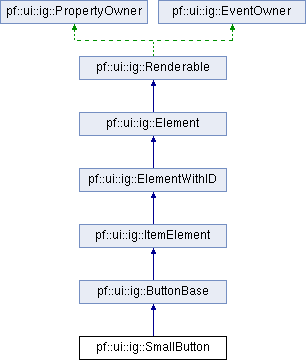 pf::ui::ig::PropertyOwner
pf::ui::ig::EventOwner
pf::ui::ig::Renderable
pf::ui::ig::Element
pf::ui::ig::ElementWithID
pf::ui::ig::ItemElement
pf::ui::ig::ButtonBase
pf::ui::ig::SmallButton